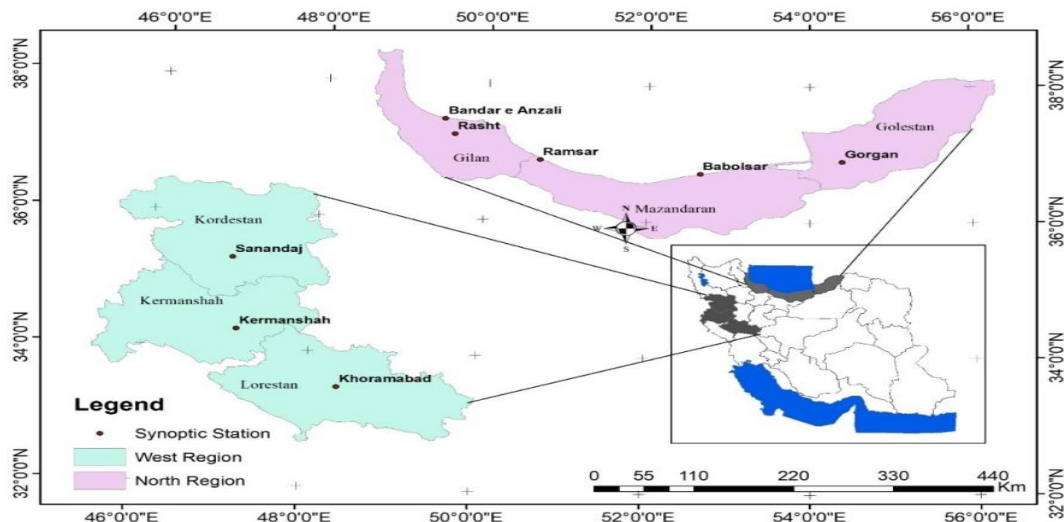 46°0'0"E 48°0'0"E 50°0'0"E 52°0'0"E 54°0'0"E 56°0'0"E
38°0'0"N
38°0'0"N
Bandar e Anzali
Rasht
Gilan
Ramsar
Golestan
Gorgan
Babolsar
Mazandaran
N
W E
S
36°0'0"N
36°0'0"N
Kordestan
Sanandaj
Kermanshah
Kermanshah
34°0'0"N
34°0'0"N
Lorestan
Khoramabad
Legend
Synoptic Station
West Region
North Region
32°0'0"N
32°0'0"N
0 55 110 220 330 440
Km
46°0'0"E 48°0'0"E 50°0'0"E 52°0'0"E 54°0'0"E 56°0'0"E